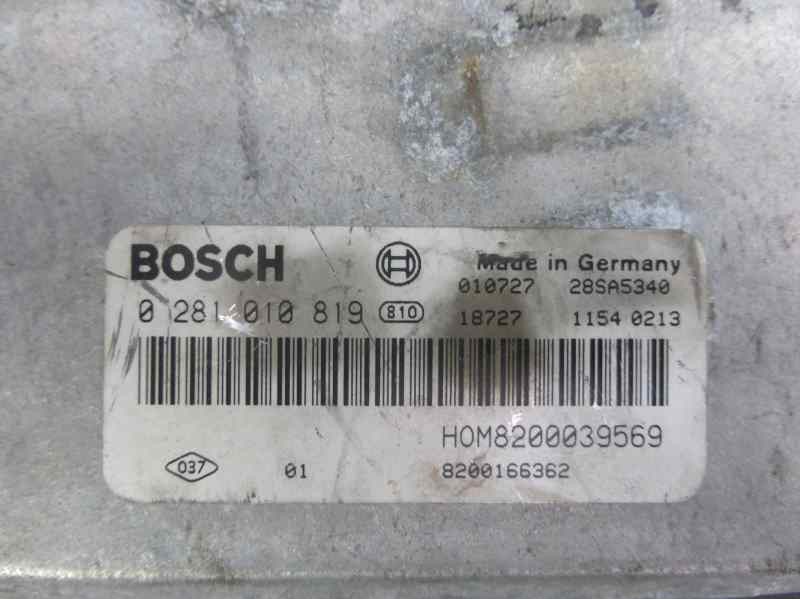 BOSCH
Made in Germany
010727 28SA5340
0 281 010 819 810
18727 1154 0213
HOM8200039569
037 01 8200166362